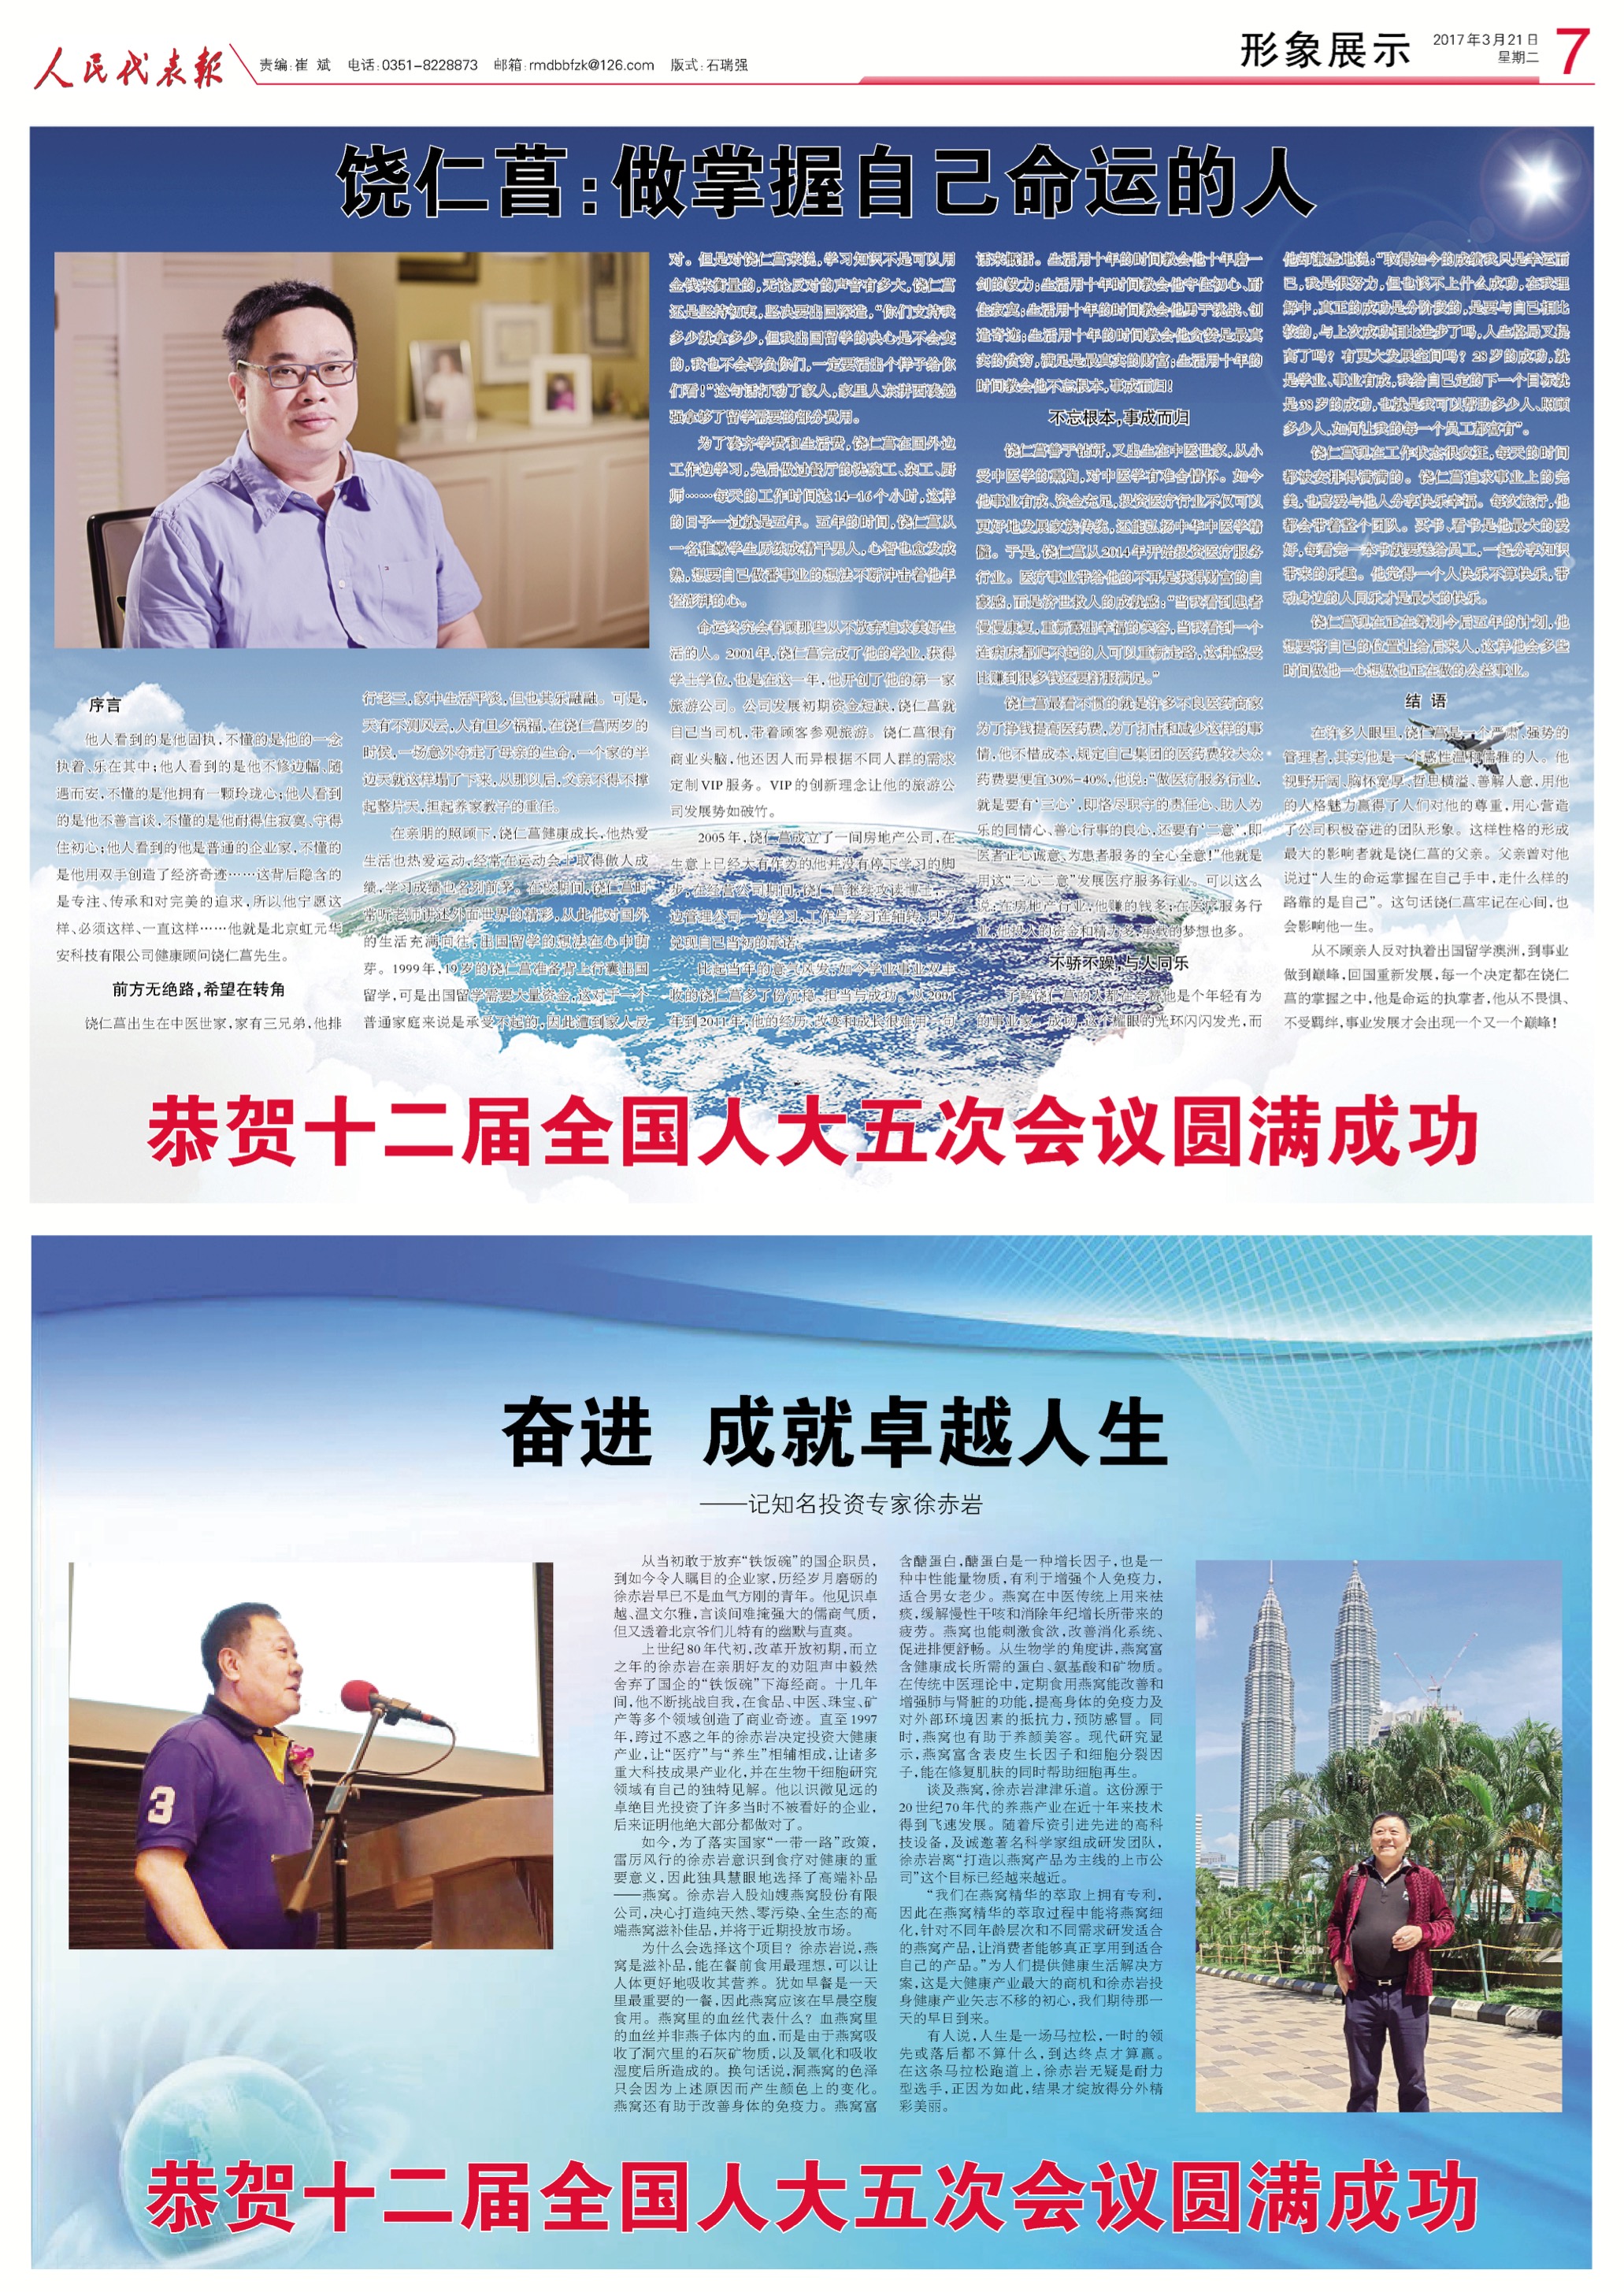 人民代表报
责编:崔 斌 电话:0351-8228873 邮箱:rmdbbfzk@126.com 版式:石瑞强
形象展示
2017年3月21日
星期二
7
饶仁菖:做掌握自己命运的人
序言
他人看到的是他固执,不懂的是他的一念
执着、乐在其中;他人看到的是他不修边幅、随
遇而安,不懂的是他拥有一颗玲珑心;他人看到
的是他不善言谈,不懂的是他耐得住寂寞、守得
住初心;他人看到的他是普通的企业家,不懂的
是他用双手创造了经济奇迹……这背后隐含的
是专注、传承和对完美的追求,所以他宁愿这
样、必须这样、一直这样……他就是北京虹元华
安科技有限公司健康顾问饶仁菖先生。
前方无绝路,希望在转角
饶仁菖出生在中医世家,家有三兄弟,他排
行老三,家中生活平淡,但也其乐融融。可是,
天有不测风云,人有旦夕祸福,在饶仁菖两岁的
时候,一场意外夺走了母亲的生命,一个家的半
边天就这样塌了下来,从那以后,父亲不得不撑
起整片天,担起养家教子的重任。
在亲朋的照顾下,饶仁菖健康成长,他热爱
生活也热爱运动,经常在运动会上取得傲人成
绩,学习成绩也名列前茅。在校期间,饶仁菖时
常听老师讲述外面世界的精彩,从此他对国外
的生活充满向往,出国留学的想法在心中萌
芽。1999年,19岁的饶仁菖准备背上行囊出国
留学,可是出国留学需要大量资金,这对于一个
普通家庭来说是承受不起的,因此遭到家人反
对。但是对饶仁菖来说,学习知识不是可以用
金钱来衡量的,无论反对的声音有多大,饶仁菖
还是坚持初衷,坚决要出国深造,“你们支持我
多少就拿多少,但我出国留学的决心是不会变
的,我也不会辜负你们,一定要活出个样子给你
们看!”这句话打动了家人,家里人东拼西凑勉
强拿够了留学需要的部分费用。
为了凑齐学费和生活费,饶仁菖在国外边
工作边学习,先后做过餐厅的洗碗工、杂工、厨
师……每天的工作时间达14-16个小时,这样
的日子一过就是五年。五年的时间,饶仁菖从
一名稚嫩学生历练成精干男人,心智也愈发成
熟,想要自己做番事业的想法不断冲击着他年
轻澎湃的心。
命运终究会眷顾那些从不放弃追求美好生
活的人。2001年,饶仁菖完成了他的学业,获得
学士学位,也是在这一年,他开创了他的第一家
旅游公司。公司发展初期资金短缺,饶仁菖就
自己当司机,带着顾客参观旅游。饶仁菖很有
商业头脑,他还因人而异根据不同人群的需求
定制VIP服务。VIP的创新理念让他的旅游公
司发展势如破竹。
2005年,饶仁菖成立了一间房地产公司,在
生意上已经大有作为的他并没有停下学习的脚
步,在经营公司期间,饶仁菖继续攻读博士,一
边管理公司一边学习,工作与学习连轴转,只为
兑现自己当初的承诺。
比起当年的意气风发,如今学业事业双丰
收的饶仁菖多了份沉稳、担当与成功。从2001
年到2011年,他的经历、改变和成长很难用一句
话来概括。生活用十年的时间教会他十年磨一
剑的毅力;生活用十年时间教会他守住初心、耐
住寂寞;生活用十年的时间教会他勇于挑战、创
造奇迹;生活用十年的时间教会他贪婪是最真
实的贫穷,满足是最真实的财富;生活用十年的
时间教会他不忘根本,事成而归!
不忘根本,事成而归
饶仁菖善于钻研,又出生在中医世家,从小
受中医学的熏陶,对中医学有难舍情怀。如今
他事业有成、资金充足,投资医疗行业不仅可以
更好地发展家族传统,还能弘扬中华中医学精
髓。于是,饶仁菖从2014年开始投资医疗服务
行业。医疗事业带给他的不再是获得财富的自
豪感,而是济世救人的成就感:“当我看到患者
慢慢康复,重新露出幸福的笑容,当我看到一个
连病床都爬不起的人可以重新走路,这种感受
比赚到很多钱还要舒服满足。”
饶仁菖最看不惯的就是许多不良医药商家
为了挣钱提高医药费,为了打击和减少这样的事
情,他不惜成本,规定自己集团的医药费较大众
药费要便宜30%-40%,他说:“做医疗服务行业,
就是要有‘三心’,即恪尽职守的责任心、助人为
乐的同情心、善心行事的良心,还要有‘二意’,即
医者正心诚意、为患者服务的全心全意!”他就是
用这“三心二意”发展医疗服务行业。可以这么
说:在房地产行业,他赚的钱多;在医疗服务行
业,他投入的资金和精力多,承载的梦想也多。
不骄不躁,与人同乐
了解饶仁菖的人都在夸赞他是个年轻有为
的事业家。成功,这个耀眼的光环闪闪发光,而
他却谦虚地说:“取得如今的成绩我只是幸运而
已,我是很努力,但也谈不上什么成功,在我理
解中,真正的成功是分阶段的,是要与自己相比
较的,与上次成功相比进步了吗,人生格局又提
高了吗?有更大发展空间吗?28岁的成功,就
是学业、事业有成,我给自己定的下一个目标就
是38岁的成功,也就是我可以帮助多少人、照顾
多少人,如何让我的每一个员工都富有”。
饶仁菖现在工作状态很疯狂,每天的时间
都被安排得满满的。饶仁菖追求事业上的完
美,也喜爱与他人分享快乐幸福。每次旅行,他
都会带着整个团队。买书、看书是他最大的爱
好,每看完一本书就要送给员工,一起分享知识
带来的乐趣。他觉得一个人快乐不算快乐,带
动身边的人同乐才是最大的快乐。
饶仁菖现在正在筹划今后五年的计划,他
想要将自己的位置让给后来人,这样他会多些
时间做他一心想做也正在做的公益事业。
结 语
在许多人眼里,饶仁菖是一个严肃、强势的
管理者,其实他是一个感性温和儒雅的人。他
视野开阔、胸怀宽厚、哲思横溢、善解人意,用他
的人格魅力赢得了人们对他的尊重,用心营造
了公司积极奋进的团队形象。这样性格的形成
最大的影响者就是饶仁菖的父亲。父亲曾对他
说过“人生的命运掌握在自己手中,走什么样的
路靠的是自己”。这句话饶仁菖牢记在心间,也
会影响他一生。
从不顾亲人反对执着出国留学澳洲,到事业
做到巅峰,回国重新发展,每一个决定都在饶仁
菖的掌握之中,他是命运的执掌者,他从不畏惧、
不受羁绊,事业发展才会出现一个又一个巅峰!
恭贺十二届全国人大五次会议圆满成功
奋进 成就卓越人生
——记知名投资专家徐赤岩
3
从当初敢于放弃“铁饭碗”的国企职员,
到如今令人瞩目的企业家,历经岁月磨砺的
徐赤岩早已不是血气方刚的青年。他见识卓
越、温文尔雅,言谈间难掩强大的儒商气质,
但又透着北京爷们儿特有的幽默与直爽。
上世纪80年代初,改革开放初期,而立
之年的徐赤岩在亲朋好友的劝阻声中毅然
舍弃了国企的“铁饭碗”下海经商。十几年
间,他不断挑战自我,在食品、中医、珠宝、矿
产等多个领域创造了商业奇迹。直至1997
年,跨过不惑之年的徐赤岩决定投资大健康
产业,让“医疗”与“养生”相辅相成,让诸多
重大科技成果产业化,并在生物干细胞研究
领域有自己的独特见解。他以识微见远的
卓绝目光投资了许多当时不被看好的企业,
后来证明他绝大部分都做对了。
如今,为了落实国家“一带一路”政策,
雷厉风行的徐赤岩意识到食疗对健康的重
要意义,因此独具慧眼地选择了高端补品
——燕窝。徐赤岩入股灿嫂燕窝股份有限
公司,决心打造纯天然、零污染、全生态的高
端燕窝滋补佳品,并将于近期投放市场。
为什么会选择这个项目?徐赤岩说,燕
窝是滋补品,能在餐前食用最理想,可以让
人体更好地吸收其营养。犹如早餐是一天
里最重要的一餐,因此燕窝应该在早晨空腹
食用。燕窝里的血丝代表什么?血燕窝里
的血丝并非燕子体内的血,而是由于燕窝吸
收了洞穴里的石灰矿物质,以及氧化和吸收
湿度后所造成的。换句话说,洞燕窝的色泽
只会因为上述原因而产生颜色上的变化。
燕窝还有助于改善身体的免疫力。燕窝富
含醣蛋白,醣蛋白是一种增长因子,也是一
种中性能量物质,有利于增强个人免疫力,
适合男女老少。燕窝在中医传统上用来祛
痰,缓解慢性干咳和消除年纪增长所带来的
疲劳。燕窝也能刺激食欲,改善消化系统、
促进排便舒畅。从生物学的角度讲,燕窝富
含健康成长所需的蛋白、氨基酸和矿物质。
在传统中医理论中,定期食用燕窝能改善和
增强肺与肾脏的功能,提高身体的免疫力及
对外部环境因素的抵抗力,预防感冒。同
时,燕窝也有助于养颜美容。现代研究显
示,燕窝富含表皮生长因子和细胞分裂因
子,能在修复肌肤的同时帮助细胞再生。
谈及燕窝,徐赤岩津津乐道。这份源于
20世纪70年代的养燕产业在近十年来技术
得到飞速发展。随着斥资引进先进的高科
技设备,及诚邀著名科学家组成研发团队,
徐赤岩离“打造以燕窝产品为主线的上市公
司”这个目标已经越来越近。
“我们在燕窝精华的萃取上拥有专利,
因此在燕窝精华的萃取过程中能将燕窝细
化,针对不同年龄层次和不同需求研发适合
的燕窝产品,让消费者能够真正享用到适合
自己的产品。”为人们提供健康生活解决方
案,这是大健康产业最大的商机和徐赤岩投
身健康产业矢志不移的初心,我们期待那一
天的早日到来。
有人说,人生是一场马拉松,一时的领
先或落后都不算什么,到达终点才算赢。
在这条马拉松跑道上,徐赤岩无疑是耐力
型选手,正因为如此,结果才绽放得分外精
彩美丽。
恭贺十二届全国人大五次会议圆满成功